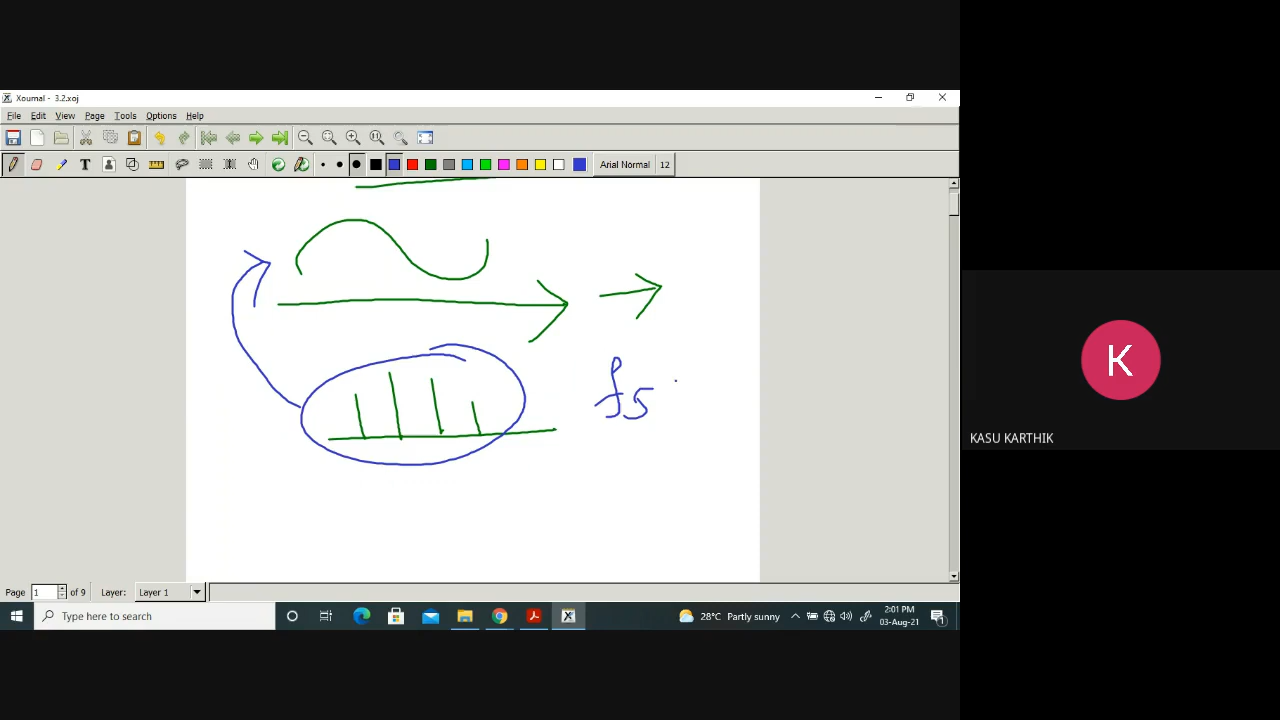 Xournal - 3.2.xoj
File Edit View Page Tools Options Help
Arial Normal 12
fs
K
KASU KARTHIK
Page 1 of 9 Layer: Layer 1
Type here to search
28°C Partly sunny
2:01 PM
03-Aug-21
1